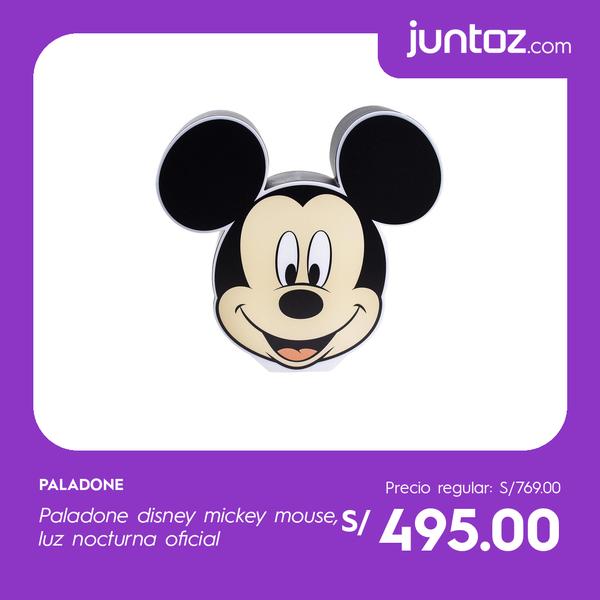 juntoz.com
PALADONE
Paladone disney mickey mouse,
luz nocturna oficial
Precio regular: S/769.00
S/ 495.00